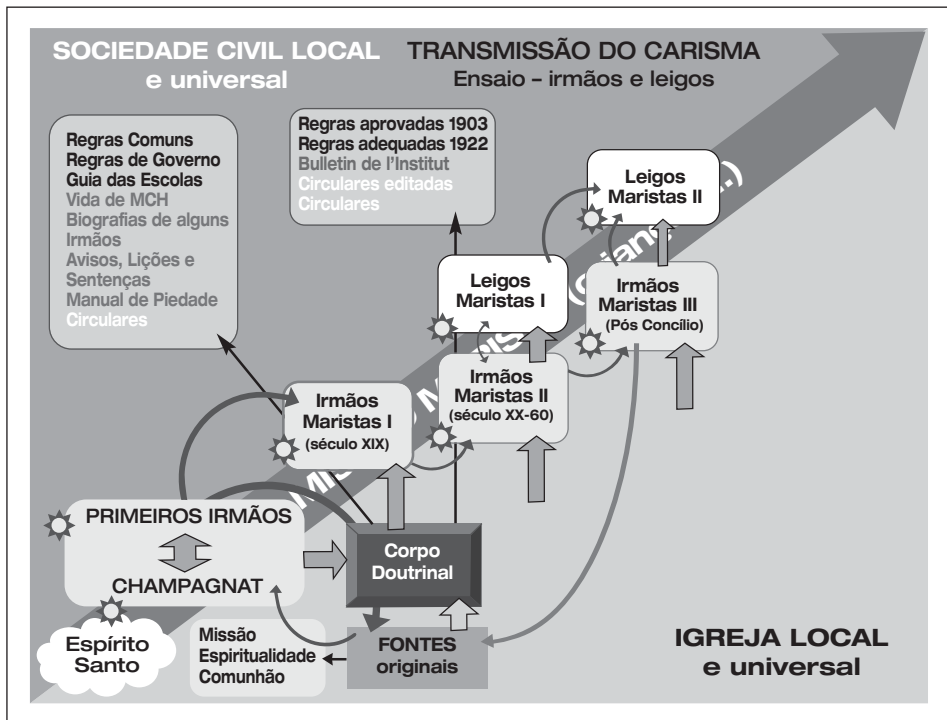 SOCIEDADE CIVIL LOCAL
e universal
TRANSMISSÃO DO CARISMA
Ensaio – irmãos e leigos
Regras Comuns
Regras de Governo
Guia das Escolas
Vida de MCH
Biografias de alguns
Irmãos
Avisos, Lições e
Sentenças
Manual de Piedade
Circulares
Regras aprovadas 1903
Regras adequadas 1922
Bulletin de l'Institut
Circulares editadas
Circulares
Leigos
Maristas II
Leigos
Maristas I
Irmãos
Maristas III
(Pós Concílio)
Irmãos
Maristas II
(século XX-60)
Irmãos
Maristas I
(século XIX)
PRIMEIROS IRMÃOS
CHAMPAGNAT
Corpo
Doutrinal
Espírito
Santo
Missão
Espiritualidade
Comunhão
FONTES
originais
IGREJA LOCAL
e universal